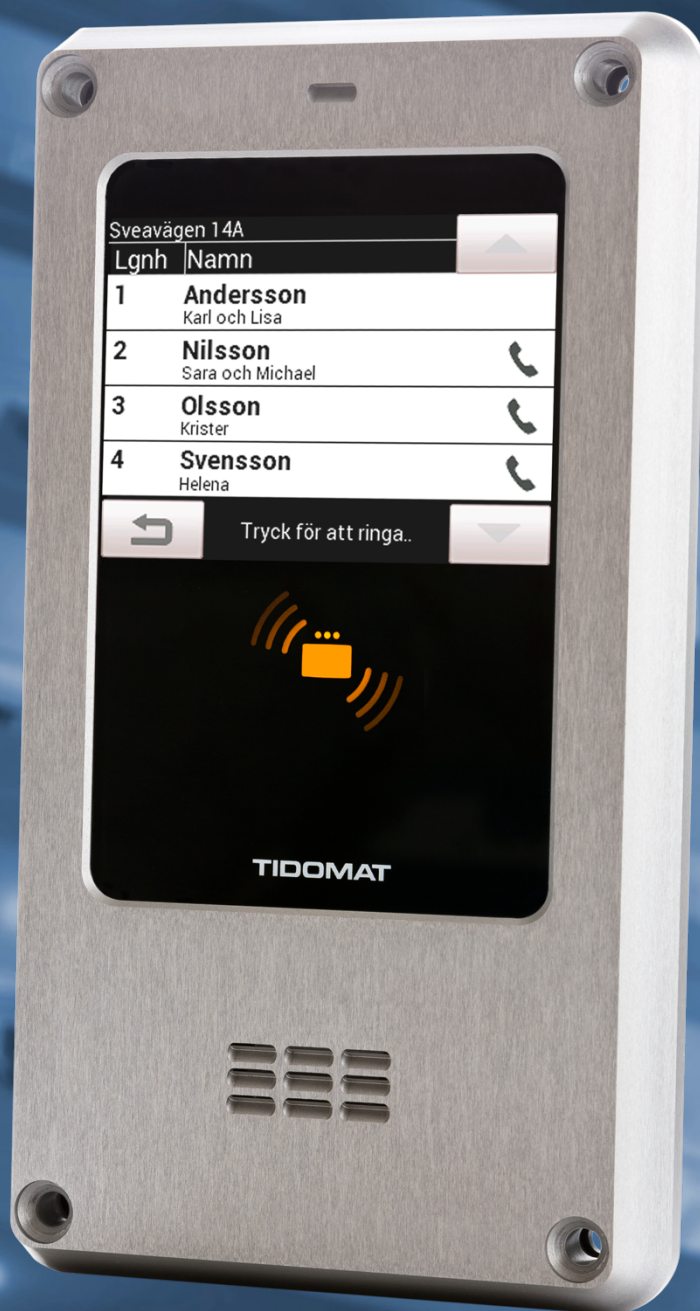 Sveavägen 14A
Lgnh Namn
1 Andersson
Karl och Lisa
2 Nilsson
Sara och Michael
3 Olsson
Krister
4 Svensson
Helena
Tryck för att ringa..
TIDOMAT